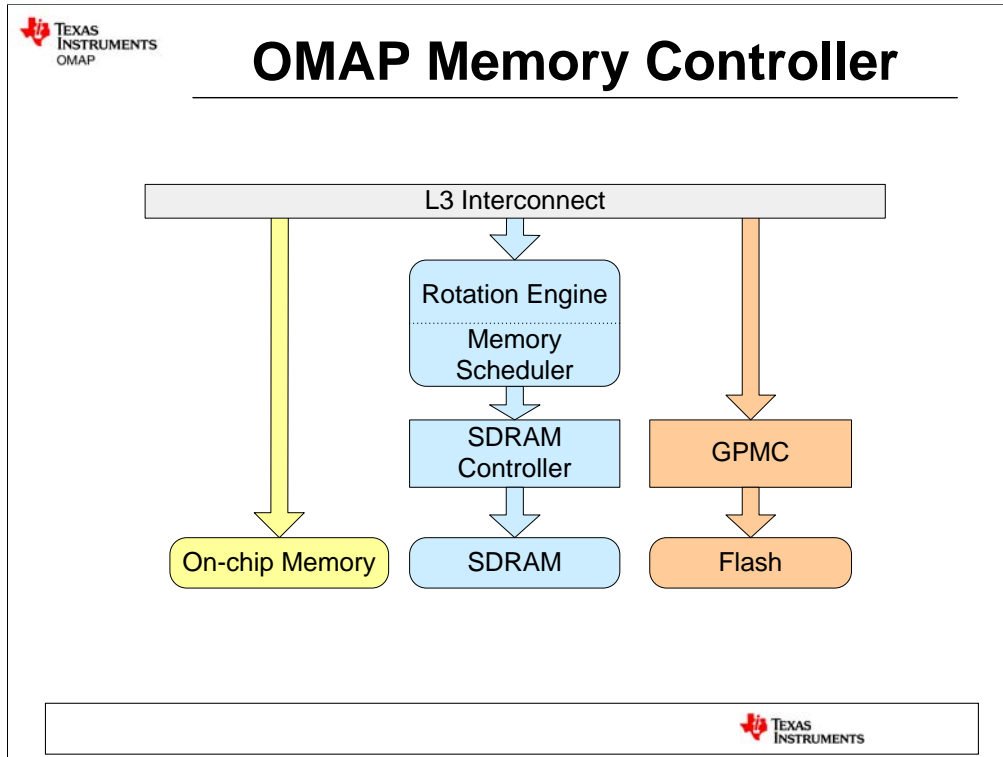 TEXAS
INSTRUMENTS
OMAP
OMAP Memory Controller
L3 Interconnect
Rotation Engine
Memory
Scheduler
SDRAM
Controller
GPMC
On-chip Memory
SDRAM
Flash
TEXAS
INSTRUMENTS